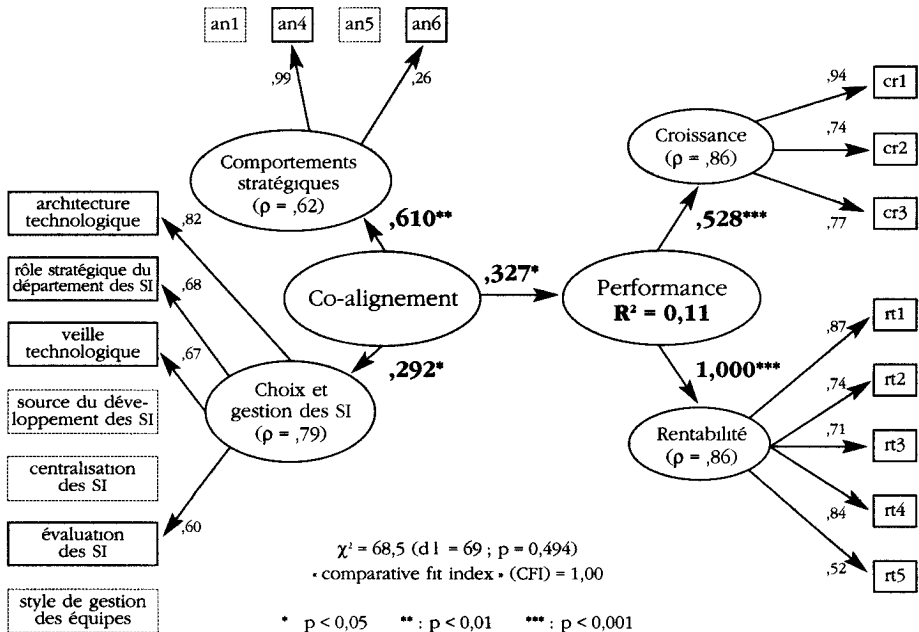 an1
an4
an5
an6
,99
,26
Comportements
stratégiques
(ρ = ,62)
architecture
technologique
,82
rôle stratégique du
département des SI
,68
veille
technologique
,67
source du déve-
loppement des SI
centralisation
des SI
évaluation
des SI
,60
style de gestion
des équipes
Choix et
gestion des SI
(ρ = ,79)
,610**
Co-alignement
,292*
,327*
Performance
R² = 0,11
,528***
1,000***
Croissance
(ρ = ,86)
,94
cr1
,74
cr2
,77
cr3
Rentabilité
(ρ = ,86)
,87
rt1
,74
rt2
,71
rt3
,84
rt4
,52
rt5
χ² = 68,5 (d l = 69 ; p = 0,494)
« comparative fit index » (CFI) = 1,00
* p < 0,05 ** : p < 0,01 *** : p < 0,001